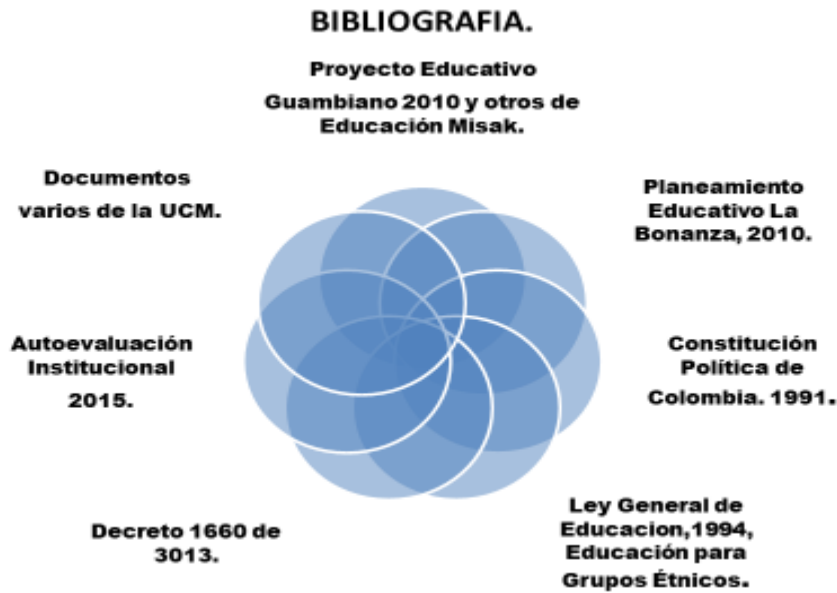 BIBLIOGRAFIA.
Proyecto Educativo
Guambiano 2010 y otros de
Educación Misak.
Planeamiento
Educativo La
Bonanza, 2010.
Constitución
Política de
Colombia. 1991.
Ley General de
Educacion,1994,
Educación para
Grupos Étnicos.
Decreto 1660 de
3013.
Autoevaluación
Institucional
2015.
Documentos
varios de la UCM.